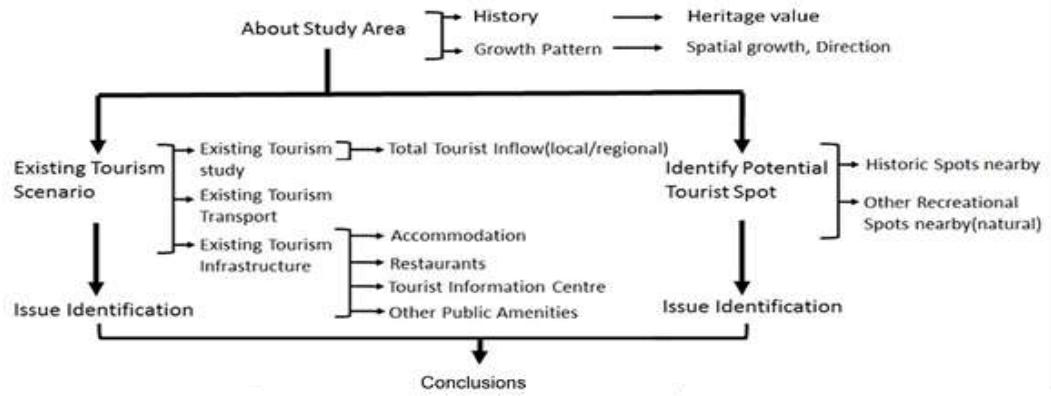 About Study Area
History
Heritage value
Growth Pattern
Spatial growth, Direction
Existing Tourism
Scenario
Existing Tourism
study
Total Tourist Inflow(local/regional)
Existing Tourism
Transport
Existing Tourism
Infrastructure
Accommodation
Restaurants
Tourist Information Centre
Other Public Amenities
Identify Potential
Tourist Spot
Historic Spots nearby
Other Recreational
Spots nearby(natural)
Issue Identification
Issue Identification
Conclusions